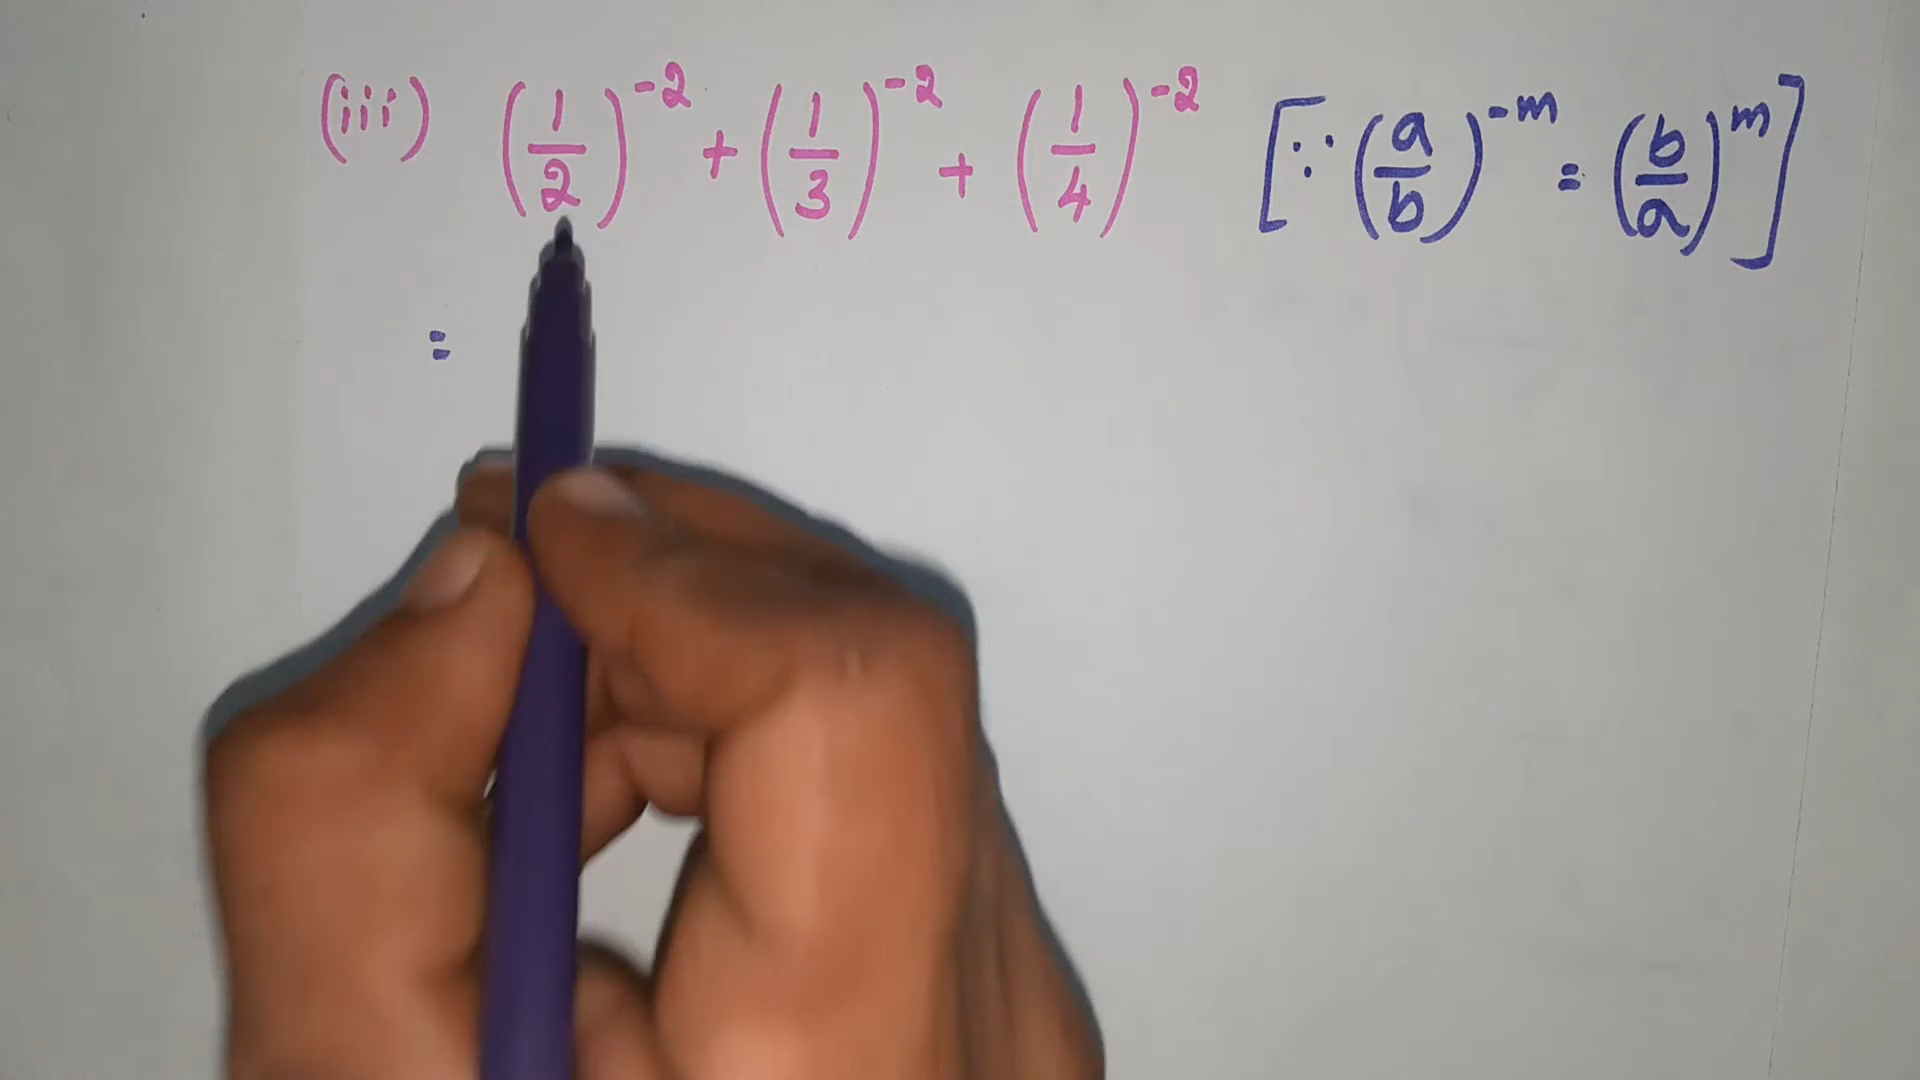 (iii) (1/2)^-2 + (1/3)^-2 + (1/4)^-2 [∵ (a/b)^-m = (b/a)^m]
=